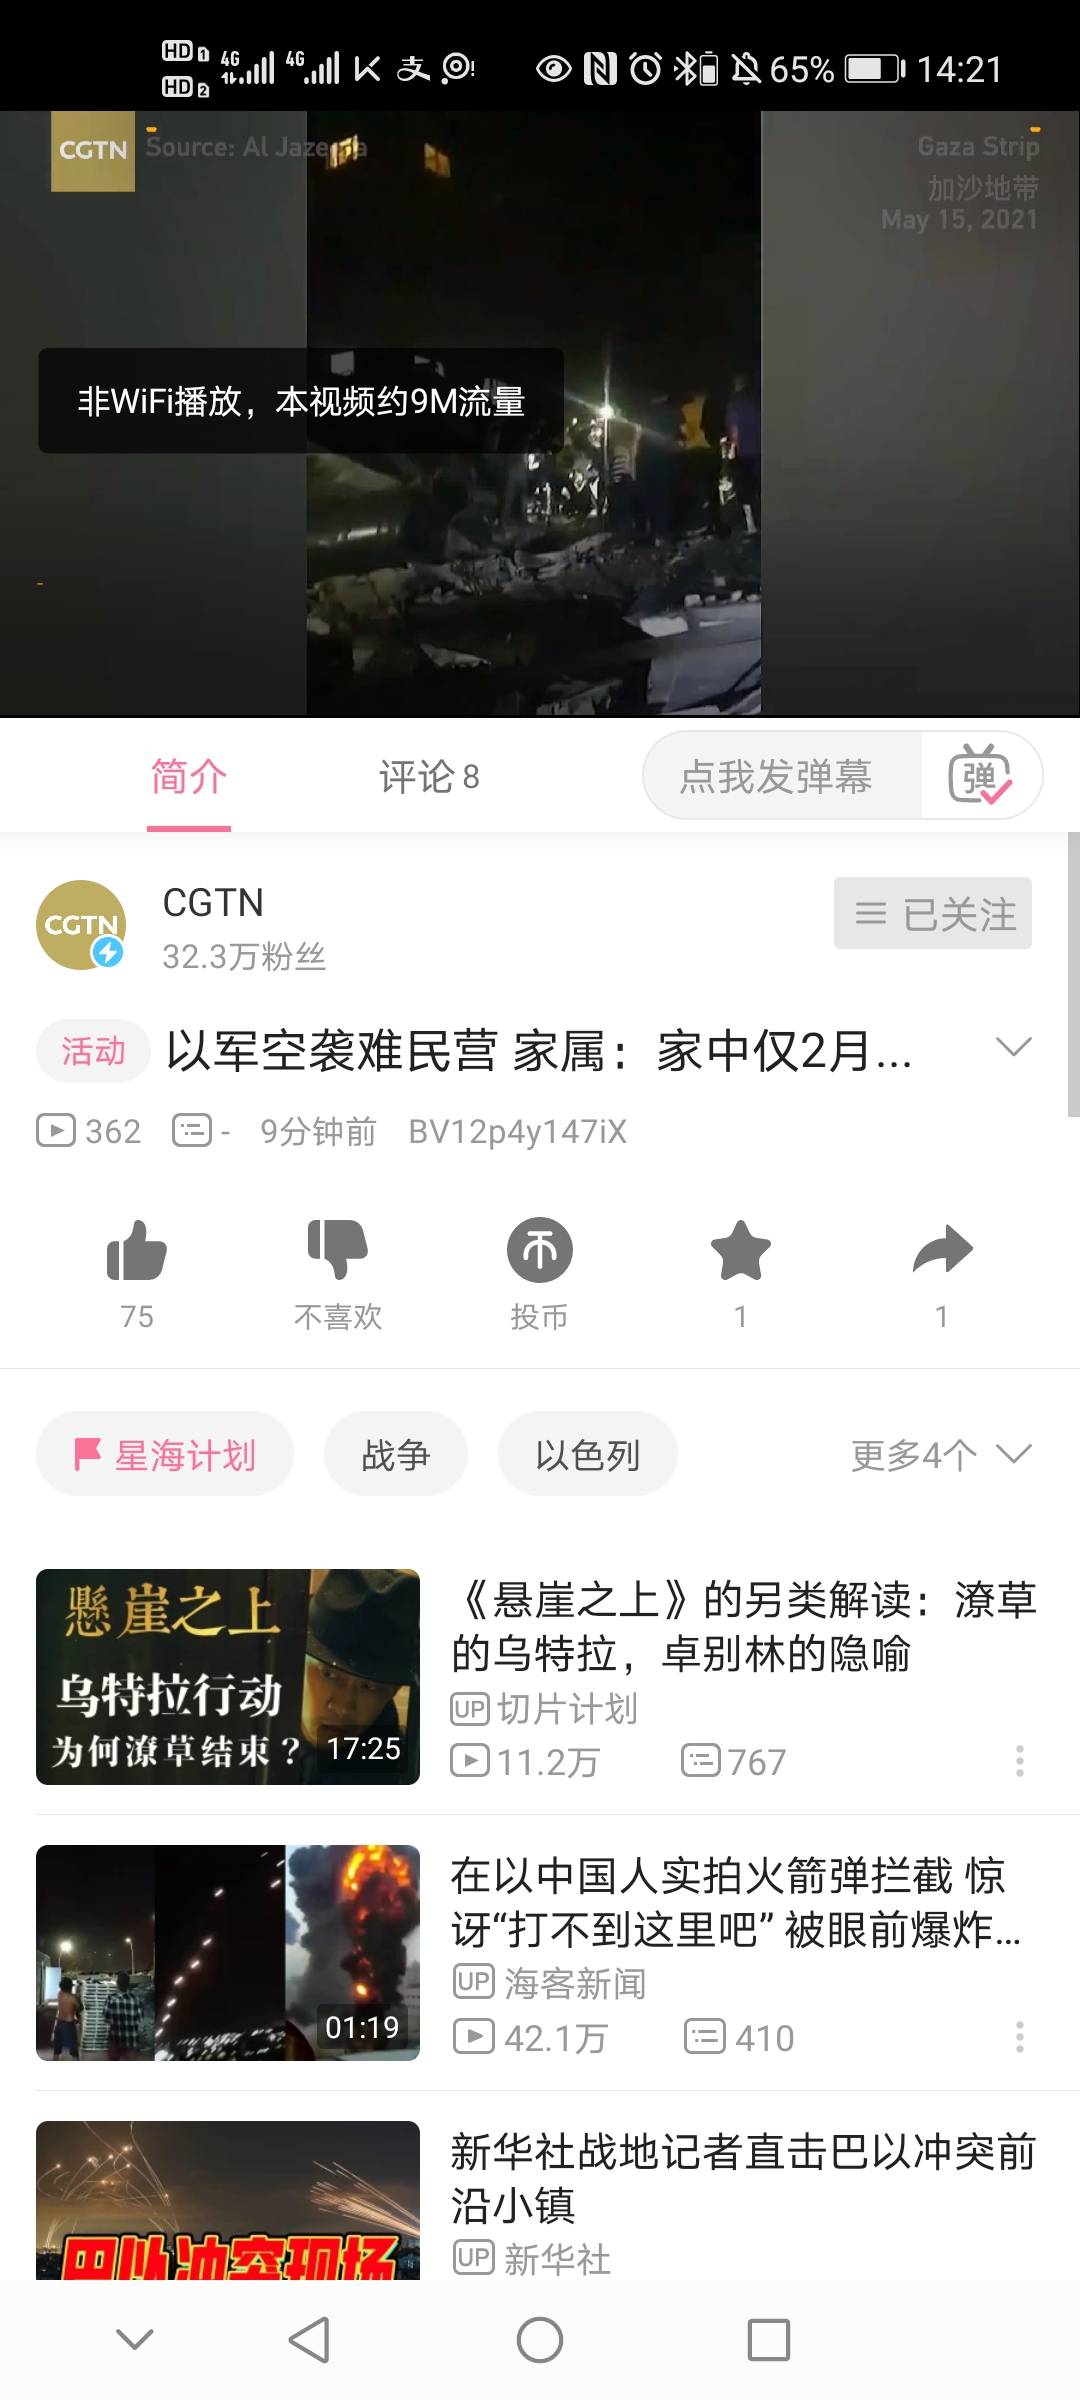 HD 1 4G 4G 65% 14:21
HD 2
CGTN Source: Al Jazeera Gaza Strip
加沙地带
May 15, 2021
非WiFi播放，本视频约9M流量
简介 评论 8 点我发弹幕 弹
CGTN CGTN 已关注
32.3万粉丝
活动 以军空袭难民营 家属：家中仅2月...
362 - 9分钟前 BV12p4y147iX
75 不喜欢 投币 1 1
星海计划 战争 以色列 更多4个
懸崖之上
乌特拉行动
为何潦草结束？ 17:25
《悬崖之上》的另类解读：潦草
的乌特拉，卓别林的隐喻
UP 切片计划
11.2万 767
01:19
在以中国人实拍火箭弹拦截 惊
讶“打不到这里吧” 被眼前爆炸...
UP 海客新闻
42.1万 410
巴以冲突现场
新华社战地记者直击巴以冲突前
沿小镇
UP 新华社